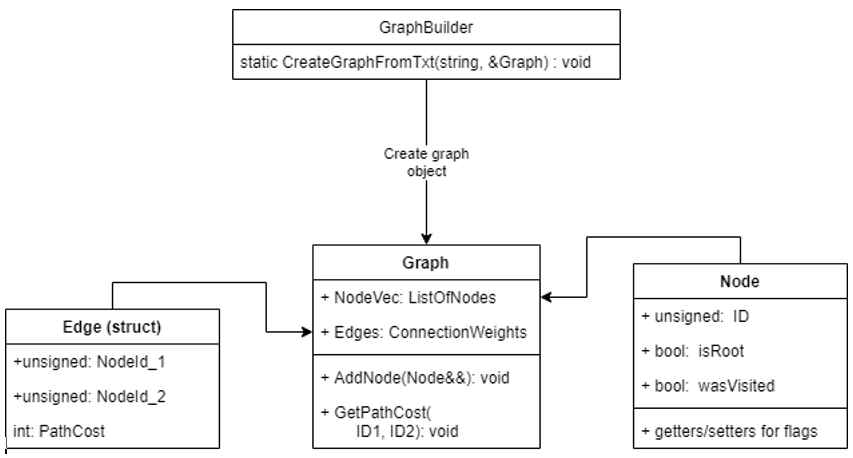 GraphBuilder
static CreateGraphFromTxt(string, &Graph) : void
Create graph
object
Graph
+ NodeVec: ListOfNodes
+ Edges: ConnectionWeights
+ AddNode(Node&&): void
+ GetPathCost(
ID1, ID2): void
Edge (struct)
+unsigned: NodeId_1
+unsigned: NodeId_2
int: PathCost
Node
+ unsigned:  ID
+ bool:  isRoot
+ bool:  wasVisited
+ getters/setters for flags